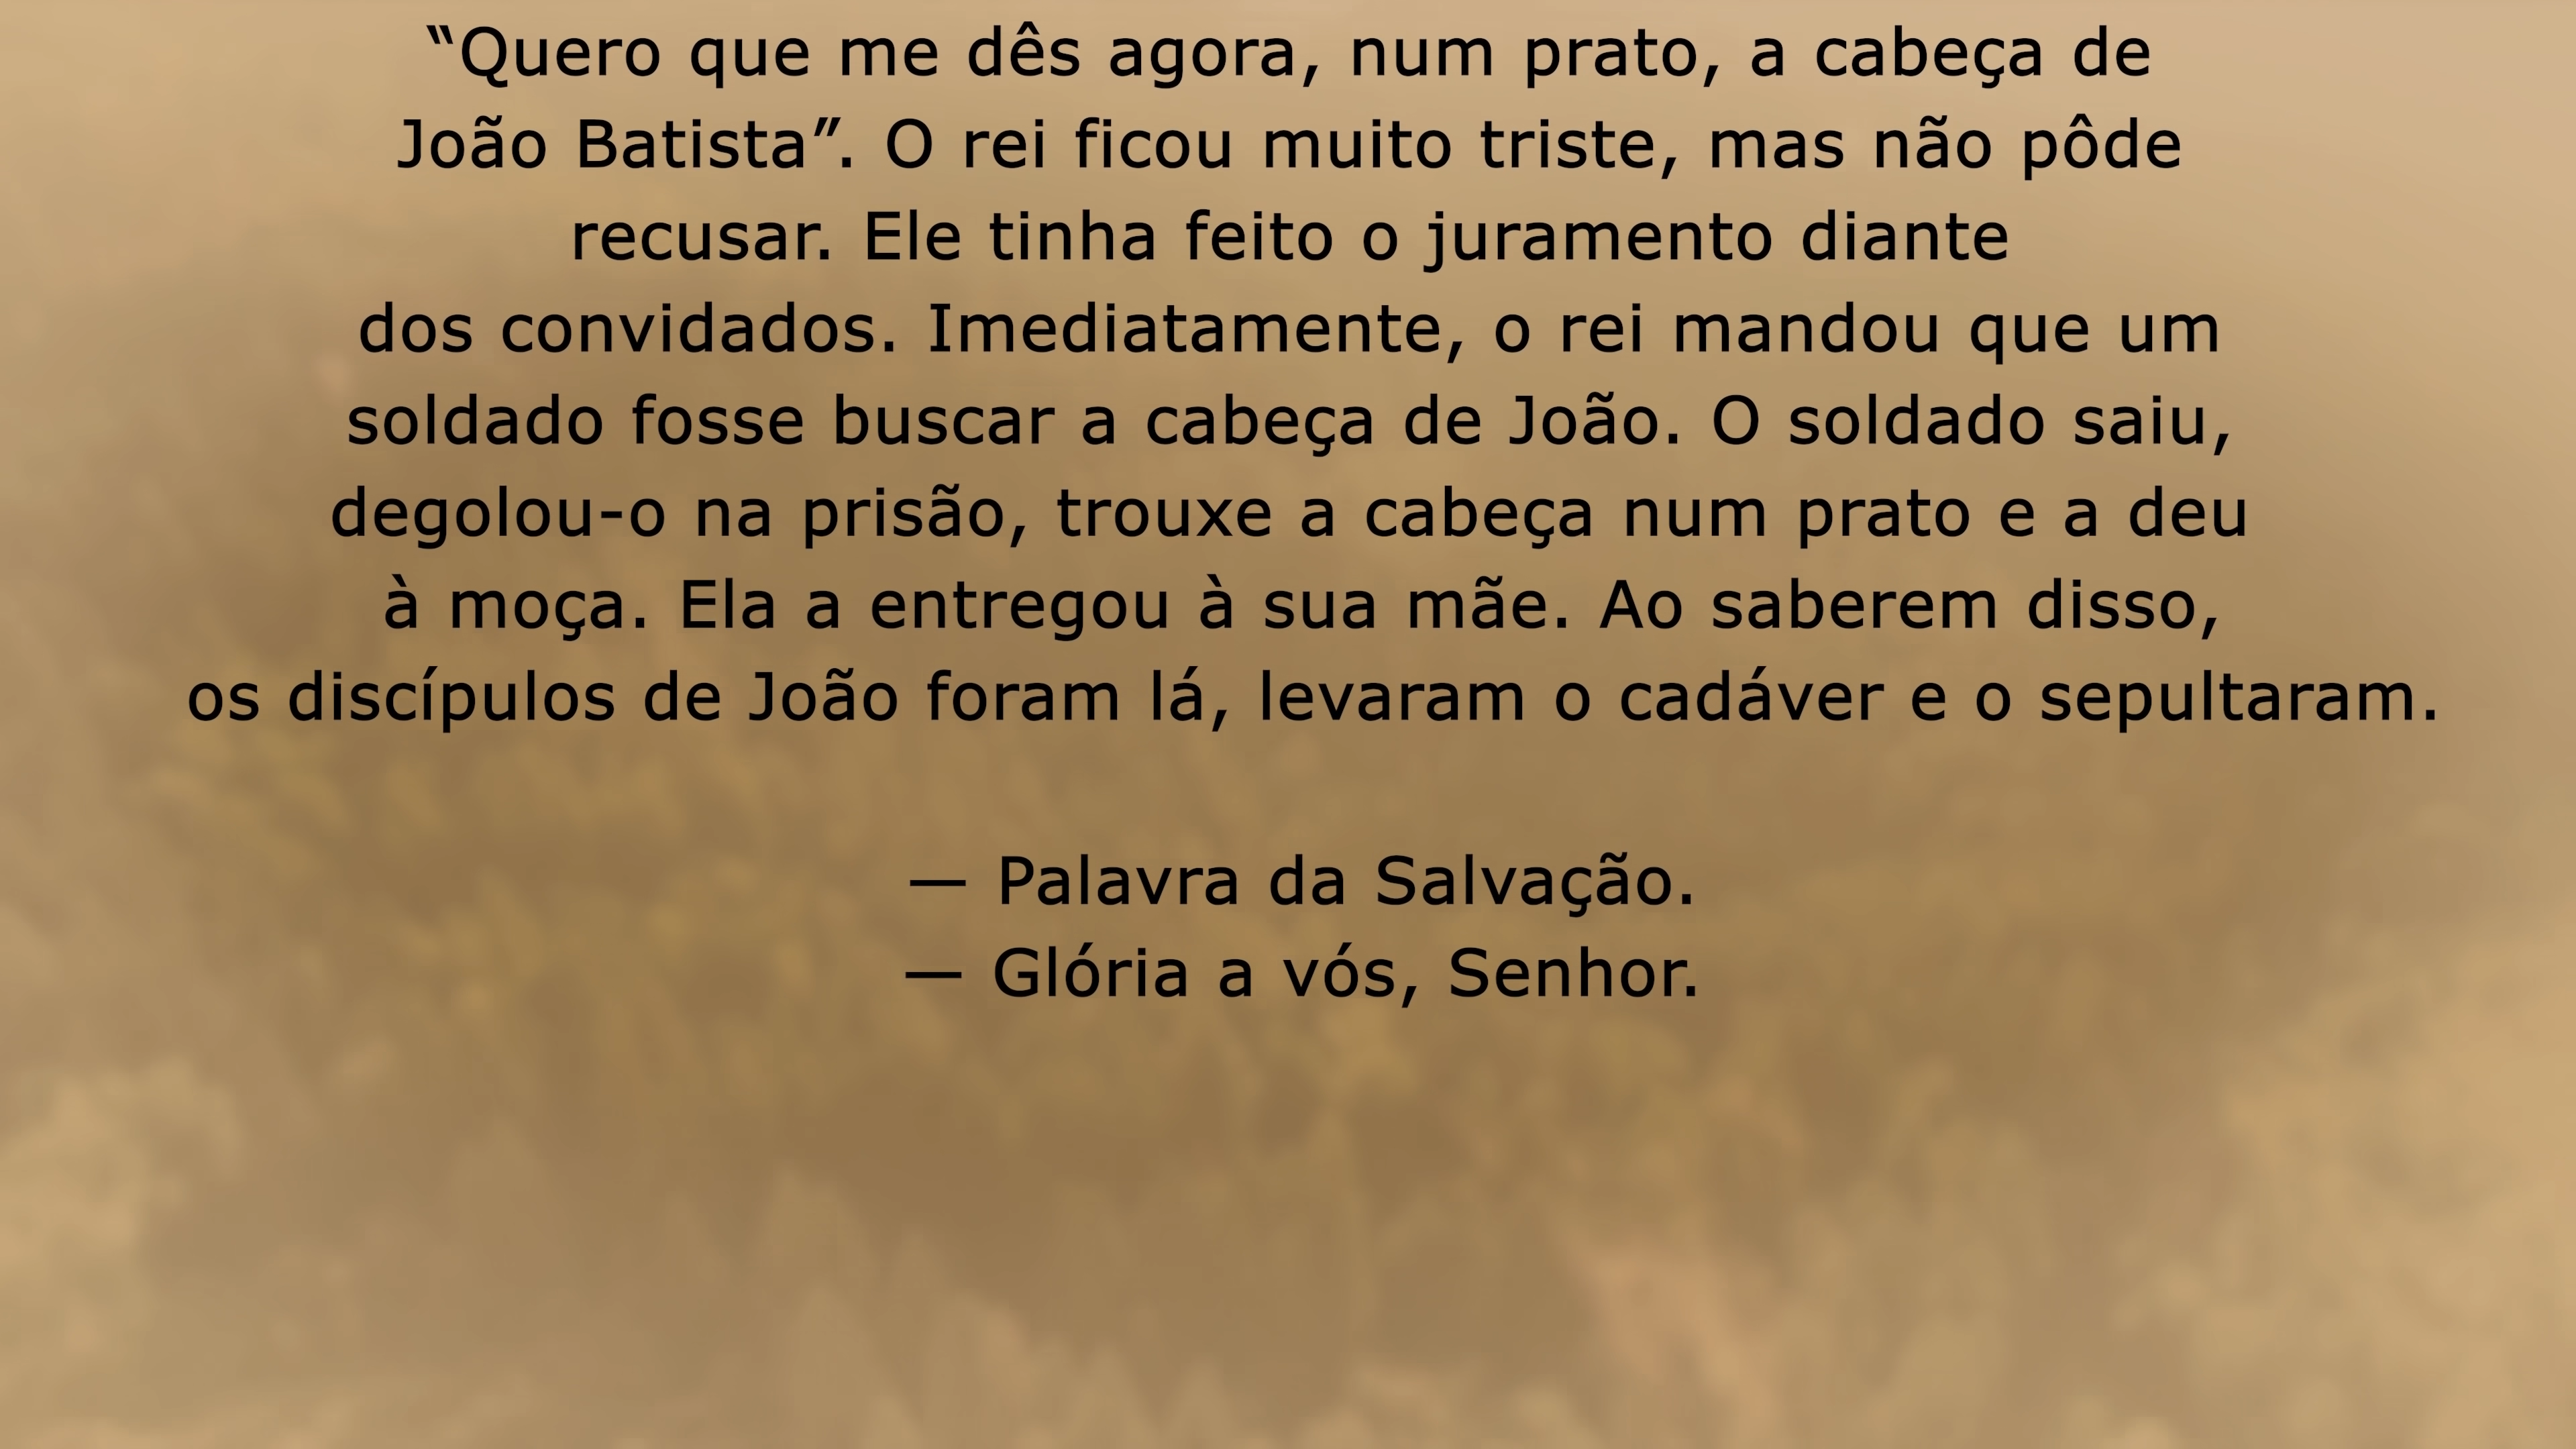 “Quero que me dês agora, num prato, a cabeça de
João Batista”. O rei ficou muito triste, mas não pôde
recusar. Ele tinha feito o juramento diante
dos convidados. Imediatamente, o rei mandou que um
soldado fosse buscar a cabeça de João. O soldado saiu,
degolou-o na prisão, trouxe a cabeça num prato e a deu
à moça. Ela a entregou à sua mãe. Ao saberem disso,
os discípulos de João foram lá, levaram o cadáver e o sepultaram.
— Palavra da Salvação.
— Glória a vós, Senhor.